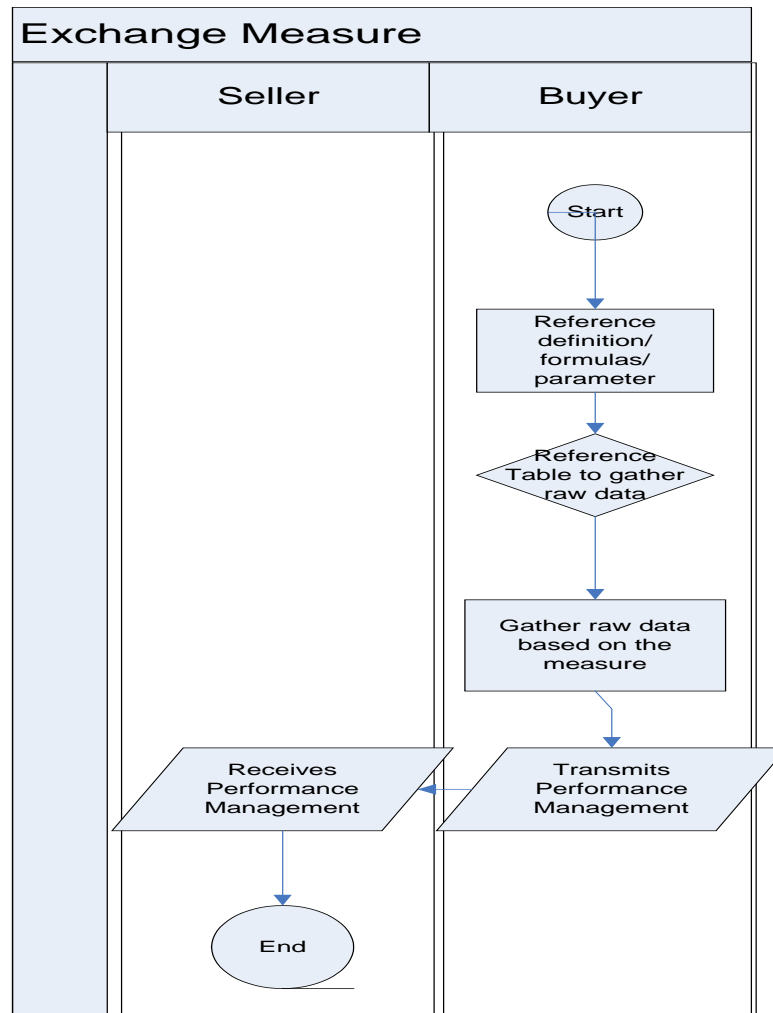 Exchange Measure
Seller
Buyer
Start
Reference
definition/
formulas/
parameter
Reference
Table to gather
raw data
Gather raw data
based on the
measure
Receives
Performance
Management
Transmits
Performance
Management
End